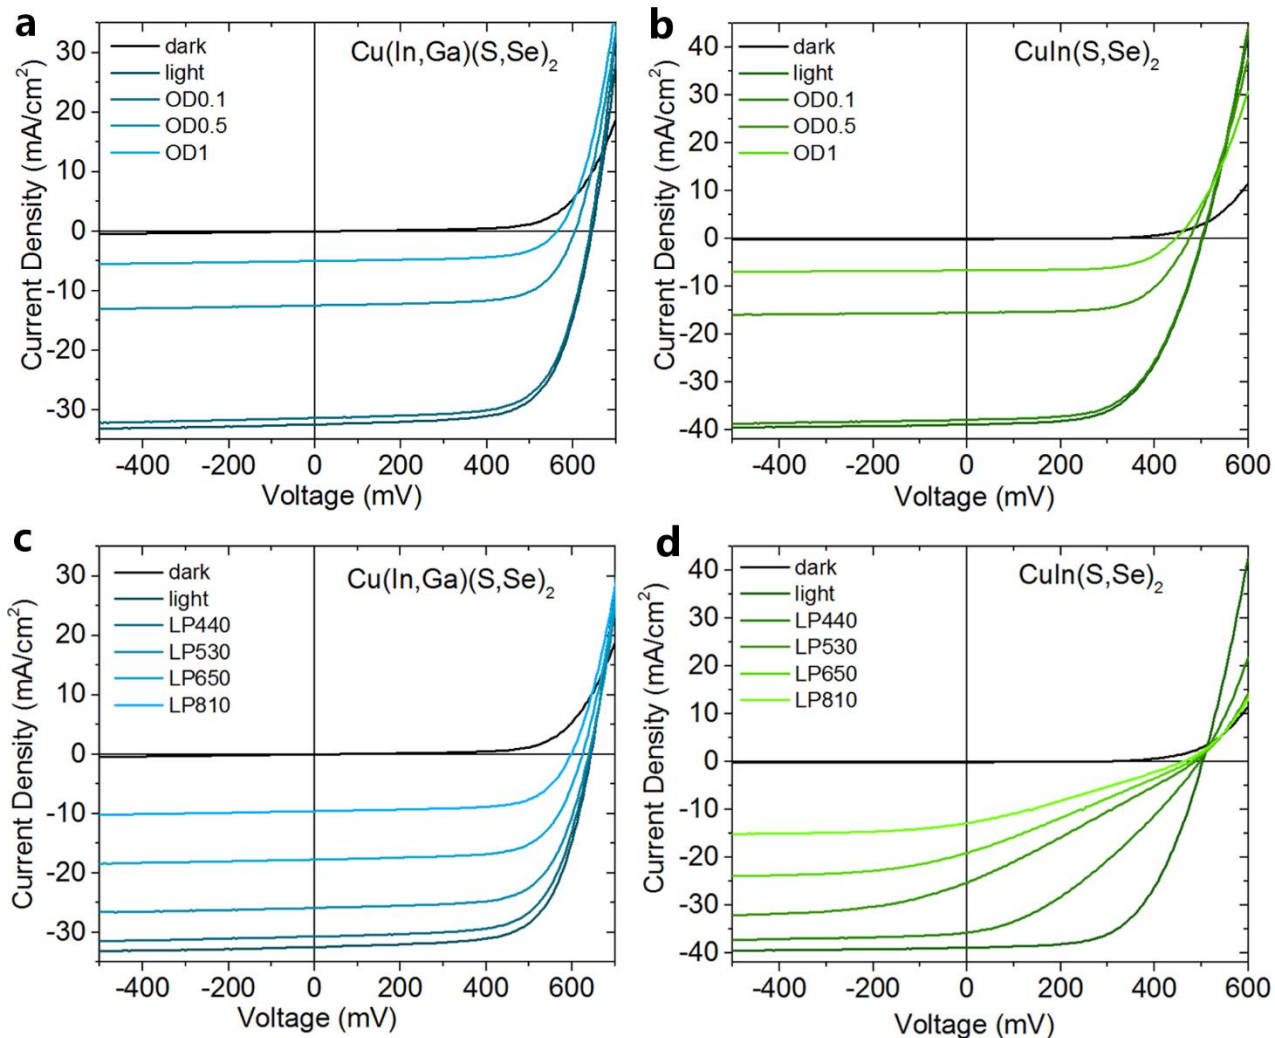 a
Cu(In,Ga)(S,Se)2
dark
light
OD0.1
OD0.5
OD1
30
20
10
0
-10
-20
-30
Current Density (mA/cm2)
-400 -200 0 200 400 600
Voltage (mV)
b
CuIn(S,Se)2
dark
light
OD0.1
OD0.5
OD1
40
30
20
10
0
-10
-20
-30
-40
Current Density (mA/cm2)
-400 -200 0 200 400 600
Voltage (mV)
c
Cu(In,Ga)(S,Se)2
dark
light
LP440
LP530
LP650
LP810
30
20
10
0
-10
-20
-30
Current Density (mA/cm2)
-400 -200 0 200 400 600
Voltage (mV)
d
CuIn(S,Se)2
dark
light
LP440
LP530
LP650
LP810
40
30
20
10
0
-10
-20
-30
-40
Current Density (mA/cm2)
-400 -200 0 200 400 600
Voltage (mV)